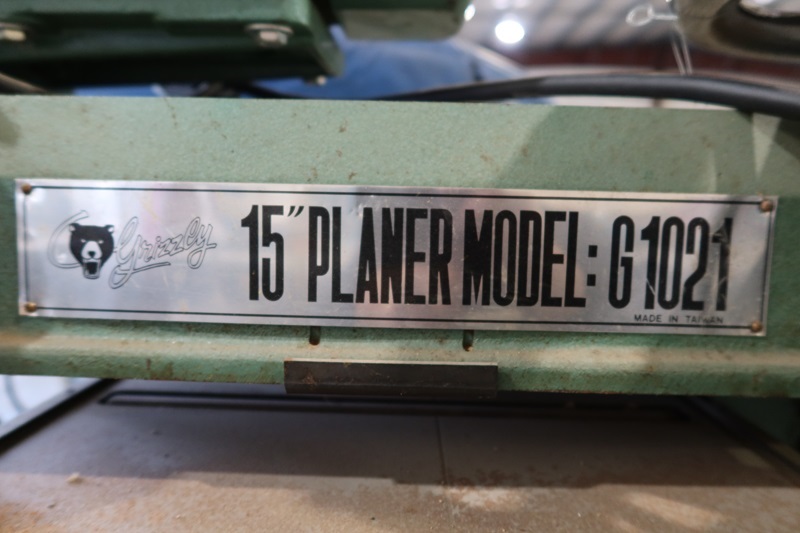 Grizzly
15" PLANER MODEL: G1021
MADE IN TAIWAN